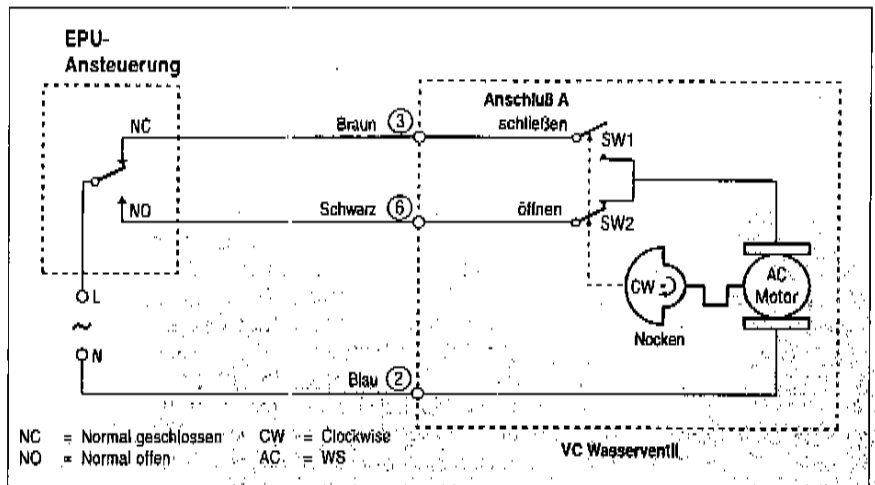 EPU-
Ansteuerung
Anschluß A
NC
Braun 3
schließen
SW1
NO
Schwarz 6
öffnen
SW2
L
CW
AC
Motor
~
Nocken
N
Blau 2
NC = Normal geschlossen CW = Clockwise
NO = Normal offen AC = WS
VC Wasserventil